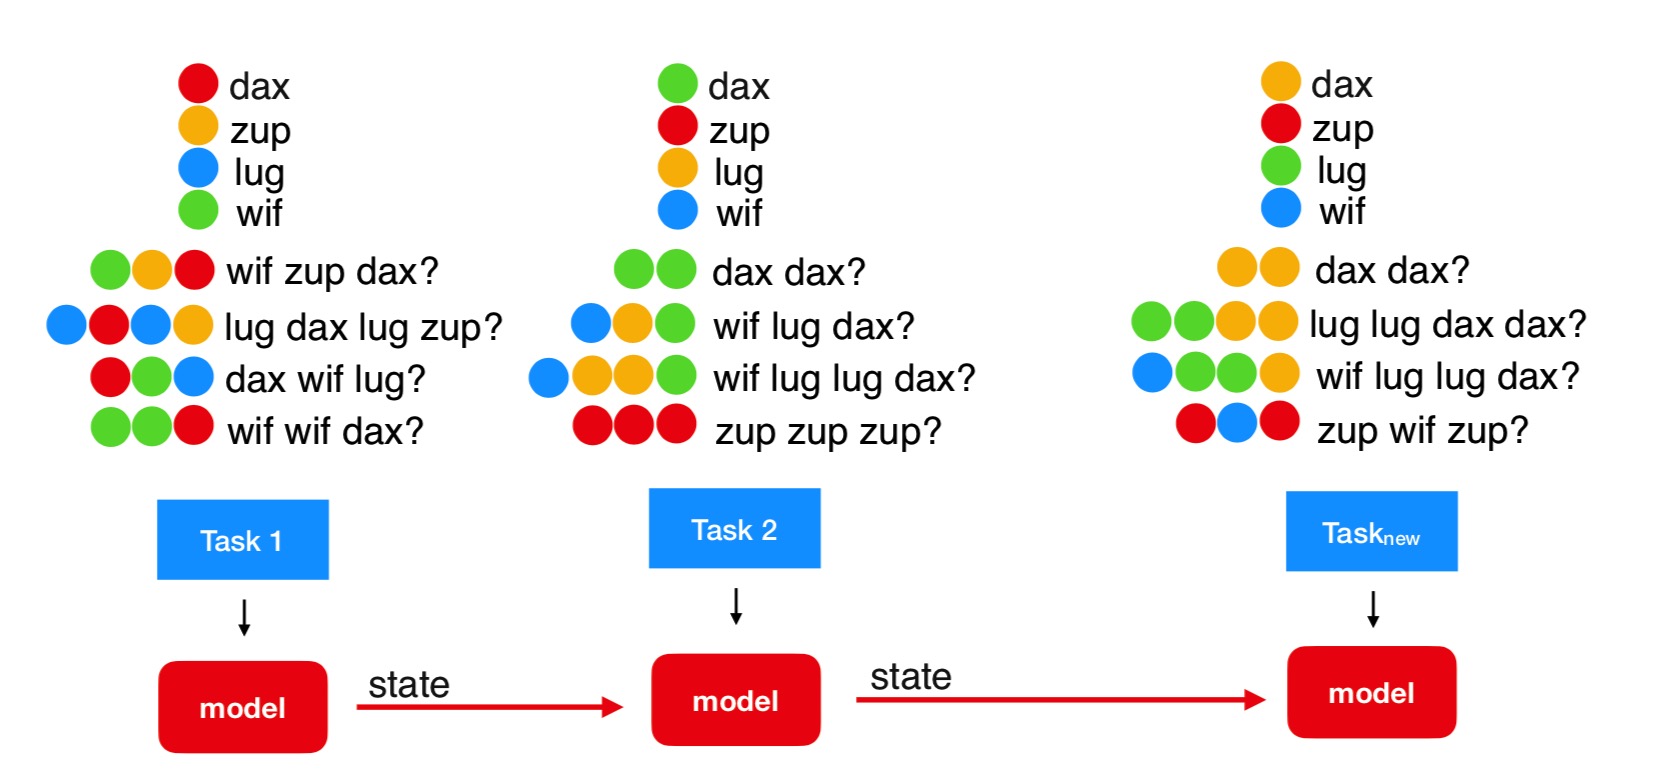 dax
zup
lug
wif
wif zup dax?
lug dax lug zup?
dax wif lug?
wif wif dax?
Task 1
model
state
dax
zup
lug
wif
dax dax?
wif lug dax?
wif lug lug dax?
zup zup zup?
Task 2
model
state
dax
zup
lug
wif
dax dax?
lug lug dax dax?
wif lug lug dax?
zup wif zup?
Tasknew
model